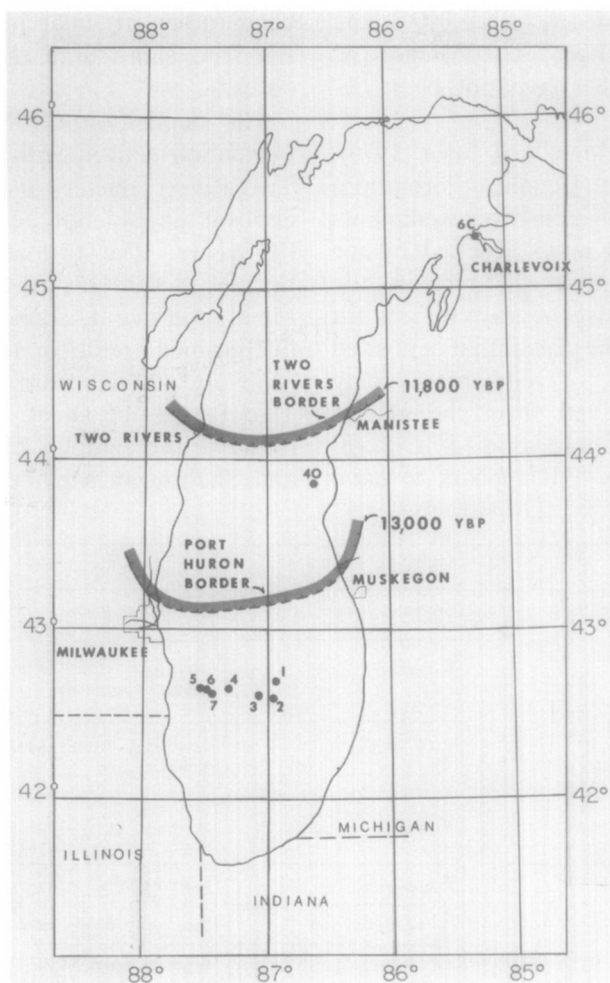 88° 87° 86° 85°
46° 46°
6C
CHARLEVOIX
45° 45°
WISCONSIN
TWO
RIVERS
BORDER
11,800 YBP
TWO RIVERS
MANISTEE
44° 44°
40
13,000 YBP
PORT
HURON
BORDER
MUSKEGON
43° 43°
MILWAUKEE
5 6 4 1
7 3 2
42° 42°
MICHIGAN
ILLINOIS
INDIANA
88° 87° 86° 85°